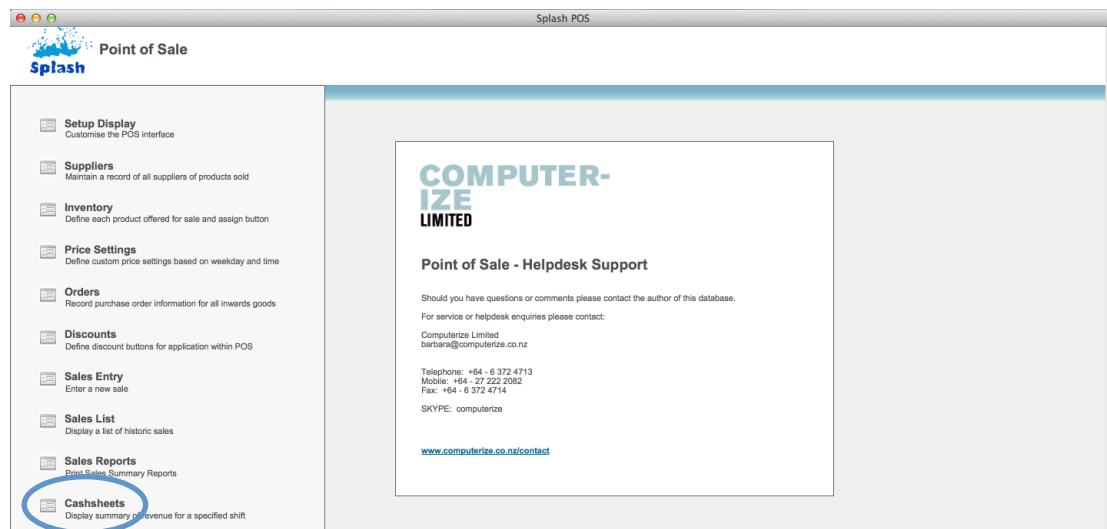 Splash POS
Splash
Point of Sale
Setup Display
Customise the POS interface
Suppliers
Maintain a record of all suppliers of products sold
Inventory
Define each product offered for sale and assign button
Price Settings
Define custom price settings based on weekday and time
Orders
Record purchase order information for all inwards goods
Discounts
Define discount buttons for application within POS
Sales Entry
Enter a new sale
Sales List
Display a list of historic sales
Sales Reports
Print Sales Summary Reports
Cashsheets
Display summary of revenue for a specified shift
COMPUTER-
IZE
LIMITED
Point of Sale - Helpdesk Support
Should you have questions or comments please contact the author of this database.
For service or helpdesk enquiries please contact:
Computerize Limited
barbara@computerize.co.nz
Telephone: +64 - 6 372 4713
Mobile: +64 - 27 222 2082
Fax: +64 - 6 372 4714
SKYPE: computerize
www.computerize.co.nz/contact